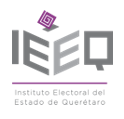 IEEQ
Instituto Electoral del
Estado de Querétaro